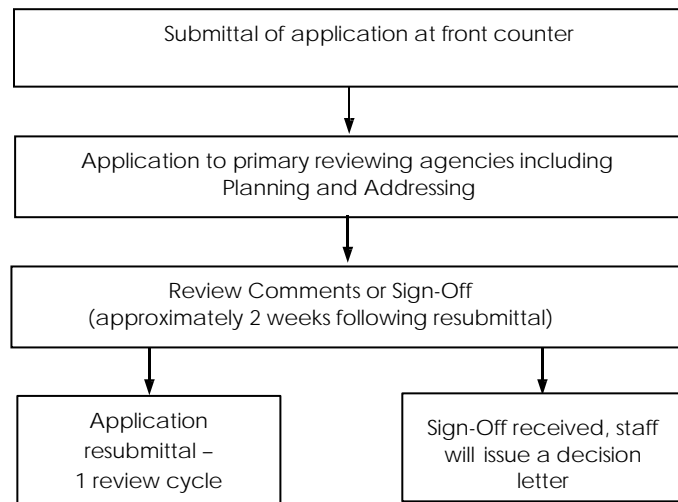 Submittal of application at front counter
Application to primary reviewing agencies including
Planning and Addressing
Review Comments or Sign-Off
(approximately 2 weeks following resubmittal)
Application
resubmittal –
1 review cycle
Sign-Off received, staff
will issue a decision
letter